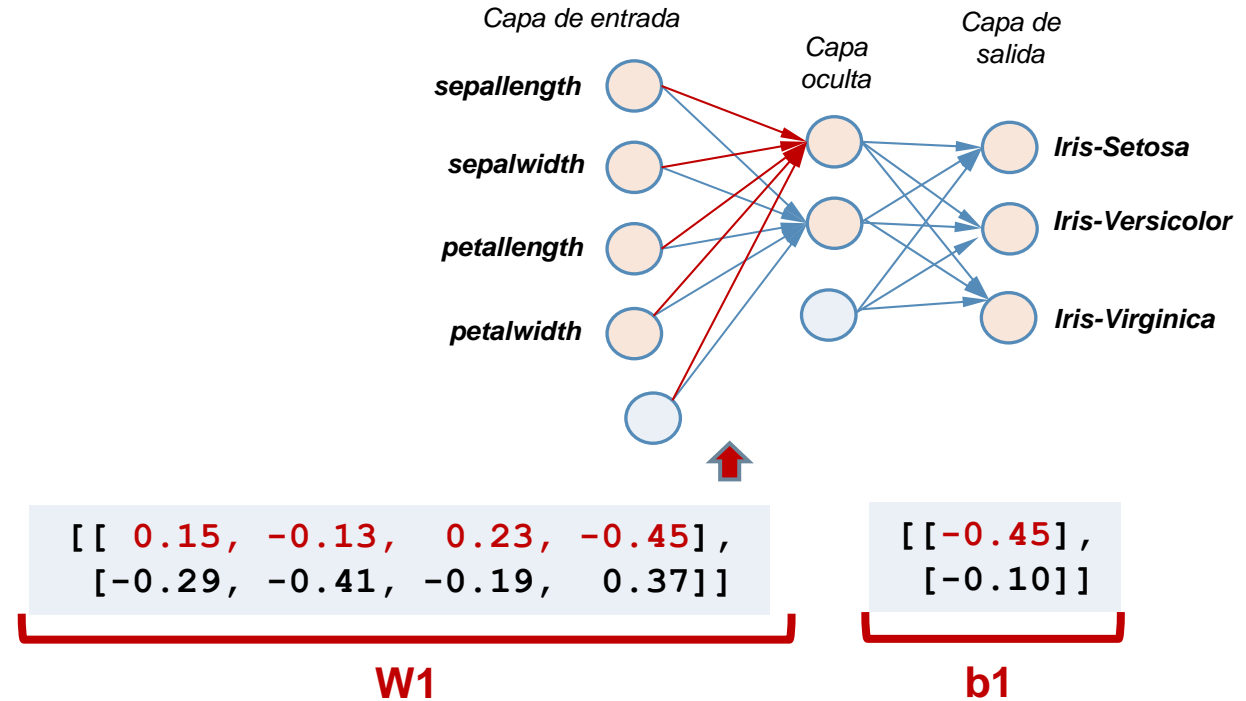 Capa de entrada
Capa
oculta
Capa de
salida
sepallength
sepalwidth
petallength
petalwidth
Iris-Setosa
Iris-Versicolor
Iris-Virginica
[[ 0.15, -0.13, 0.23, -0.45],
[-0.29, -0.41, -0.19, 0.37]]
W1
[[-0.45],
[-0.10]]
b1